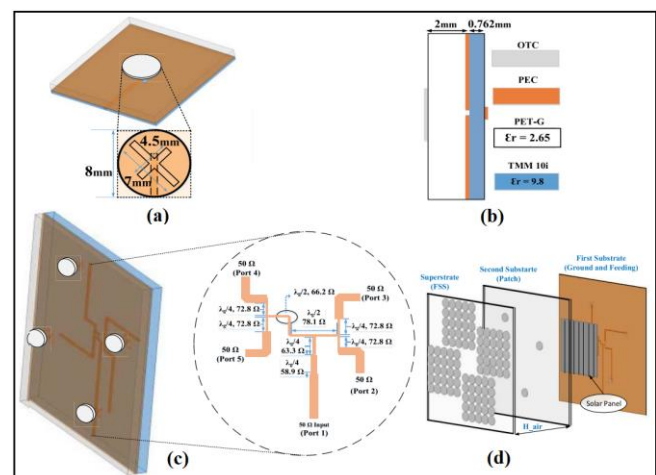 4.5mm
8mm
7mm
(a)
2mm
0.762mm
OTC
PEC
PET-G
Ɛr = 2.65
TMM 10i
Ɛr = 9.8
(b)
50 Ω
(Port 4)
λg/2, 66.2 Ω
50 Ω
(Port 3)
λg/4, 72.8 Ω
λg/4, 72.8 Ω
λg/2
78.1 Ω
λg/4, 72.8 Ω
λg/4, 72.8 Ω
50 Ω
(Port 5)
λg/4
63.3 Ω
λg/4
58.9 Ω
50 Ω
(Port 2)
50 Ω Input
(Port 1)
(c)
First Substrate
(Ground and Feeding)
Second Substarte
(Patch)
Superstrate
(FSS)
Solar Panel
H_air
(d)